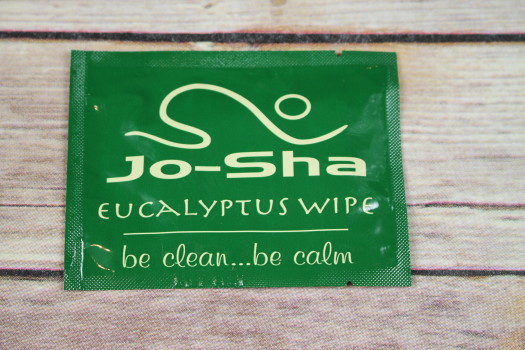 Jo-Sha
EUCALYPTUS WIPE
be clean...be calm